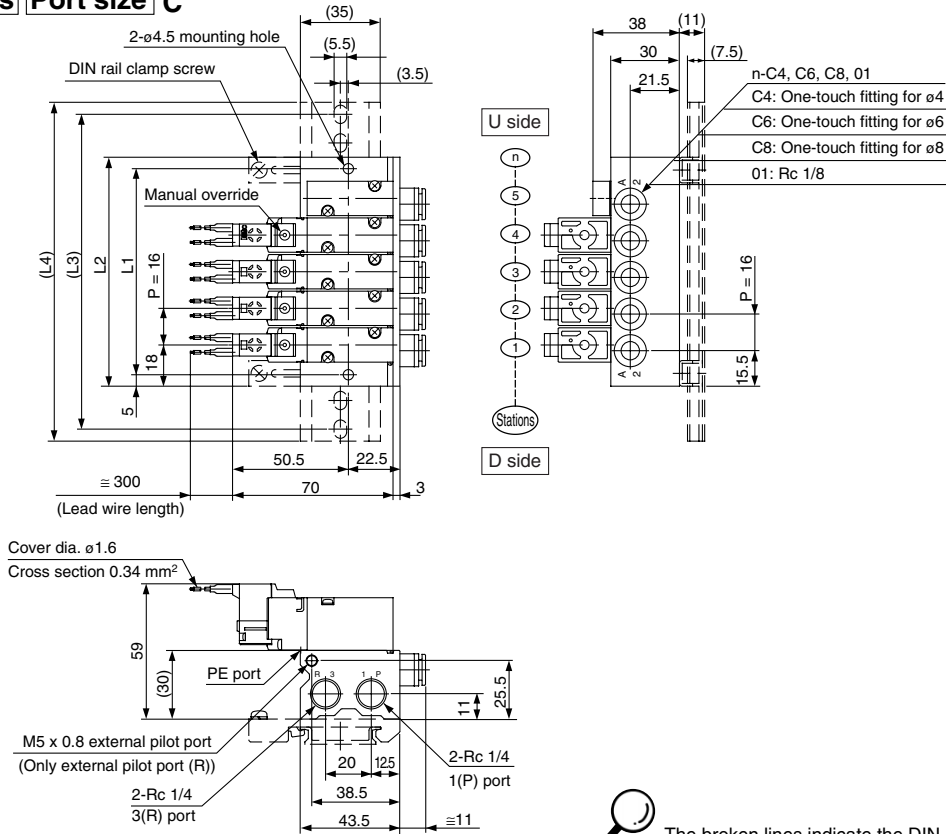 s Port size C
(35)
2-ø4.5 mounting hole
(5.5)
DIN rail clamp screw
(3.5)
Manual override
(L4)
(L3)
L2
L1
P = 16
18
5
50.5
22.5
≅ 300
(Lead wire length)
70
3
U side
n
5
4
3
2
1
Stations
D side
38
(11)
30
(7.5)
21.5
n-C4, C6, C8, 01
C4: One-touch fitting for ø4
C6: One-touch fitting for ø6
C8: One-touch fitting for ø8
01: Rc 1/8
A 2
P = 16
15.5
A 2
Cover dia. ø1.6
Cross section 0.34 mm²
59
(30)
PE port
R 3
1 P
11
25.5
M5 x 0.8 external pilot port
(Only external pilot port (R))
20
12.5
2-Rc 1/4
1(P) port
2-Rc 1/4
3(R) port
38.5
43.5
≅11
The broken lines indicate the DIN